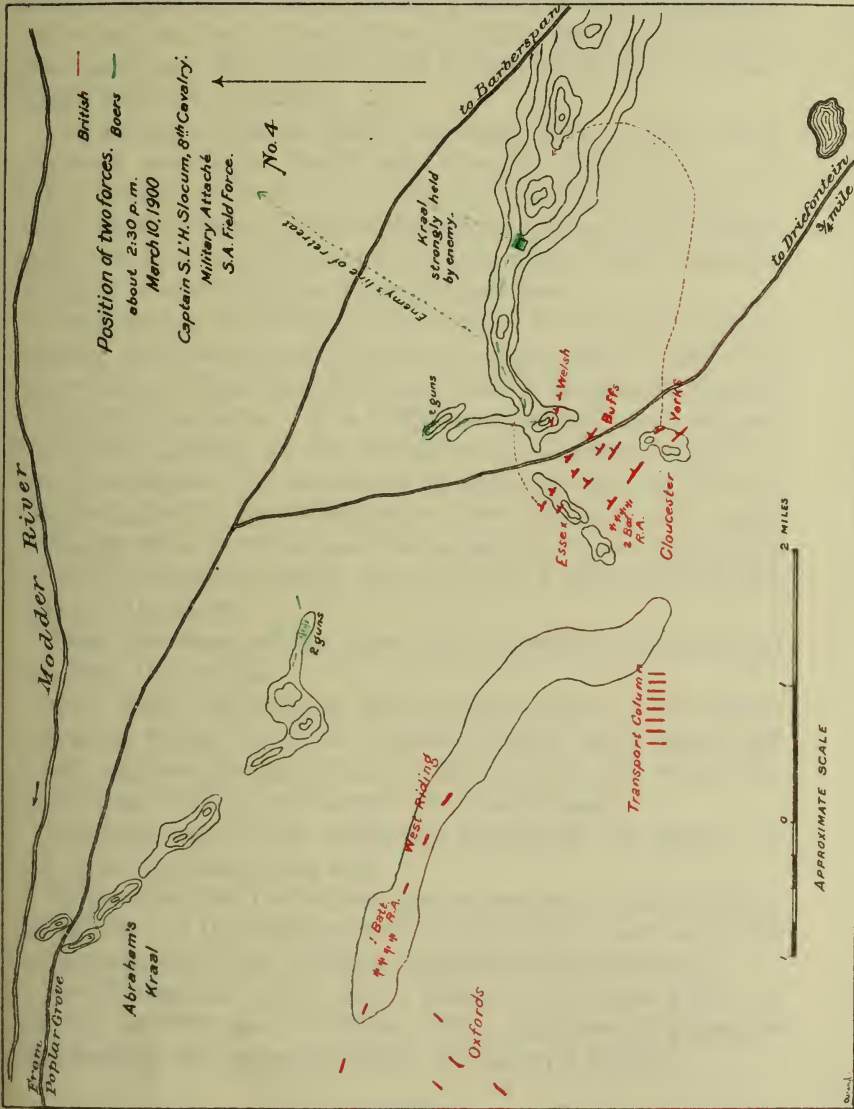 From
Poplar Grove
Modder River
British
Position of two forces. Boers
about 2:30 p.m.
March 10, 1900
Captain S. L'H. Slocum, 8th Cavalry.
Military Attaché
S.A. Field Force.
No. 4
to Barberspan
Enemy's line of retreat
Kraal
strongly held
by enemy.
guns
Welsh
Buffs
Yorks
to Driefontein
3/4 mile
Essex
2 Bat.
R.A.
Gloucester
2 guns
Abraham's
Kraal
West Riding
1 Batt.
R.A.
Oxfords
Transport Column
1 0 1 2 MILES
APPROXIMATE SCALE